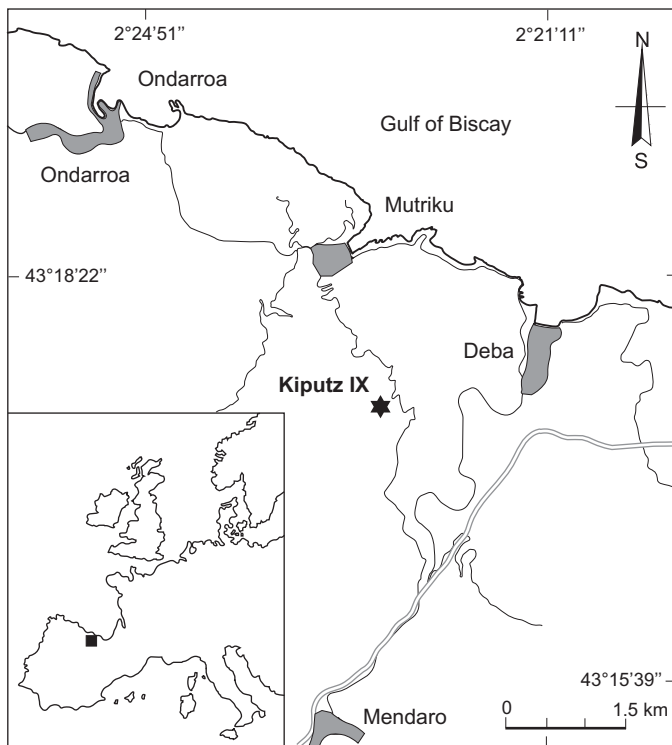 2°24'51''
2°21'11''
N
Ondarroa
Gulf of Biscay
S
Ondarroa
Mutriku
43°18'22''
Deba
Kiputz IX
43°15'39''
0
1.5 km
Mendaro